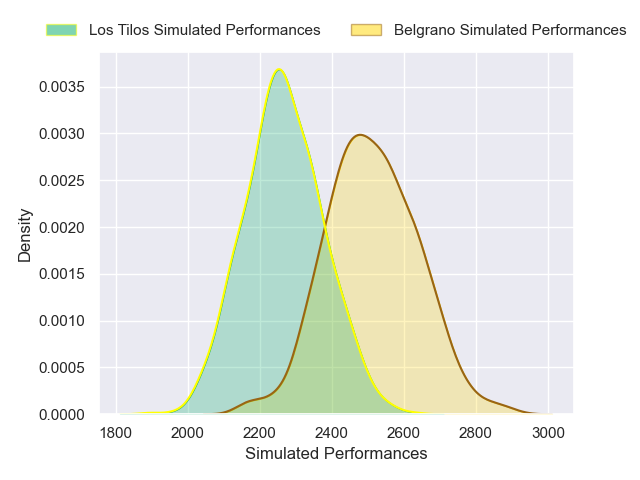 Los Tilos Simulated Performances
Belgrano Simulated Performances
0.0035
0.0030
0.0025
0.0020
0.0015
0.0010
0.0005
0.0000
Density
1800 2000 2200 2400 2600 2800 3000
Simulated Performances